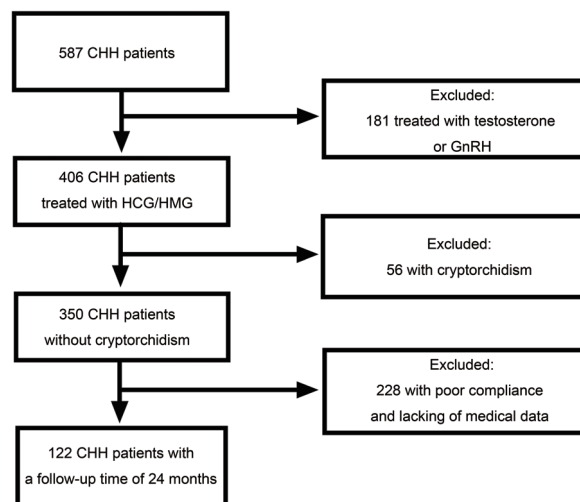 587 CHH patients
Excluded:
181 treated with testosterone
or GnRH
406 CHH patients
treated with HCG/HMG
Excluded:
56 with cryptorchidism
350 CHH patients
without cryptorchidism
Excluded:
228 with poor compliance
and lacking of medical data
122 CHH patients with
a follow-up time of 24 months